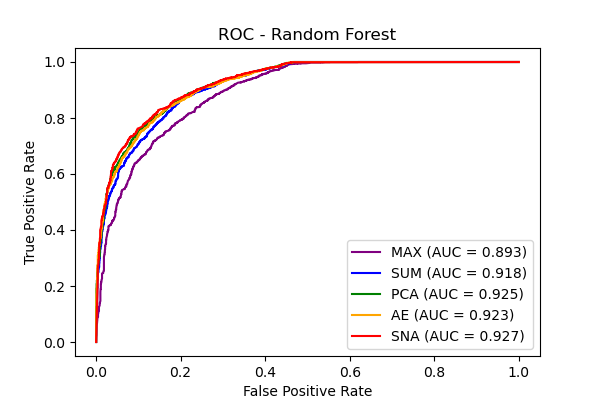 ROC - Random Forest
1.0
0.8
0.6
0.4
0.2
0.0
True Positive Rate
MAX (AUC = 0.893)
SUM (AUC = 0.918)
PCA (AUC = 0.925)
AE (AUC = 0.923)
SNA (AUC = 0.927)
0.0 0.2 0.4 0.6 0.8 1.0
False Positive Rate